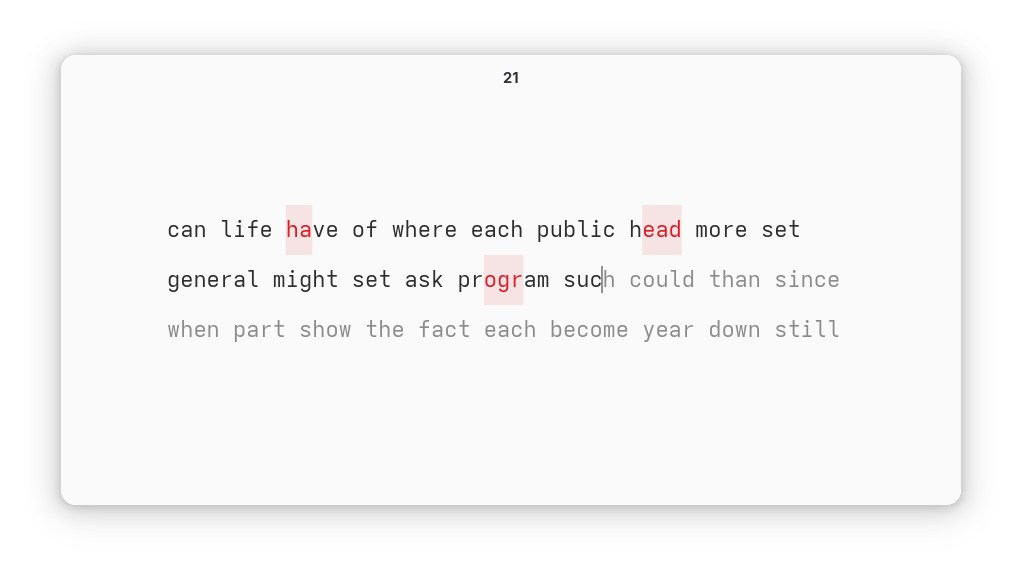 21
can life have of where each public head more set
general might set ask program such could than since
when part show the fact each become year down still